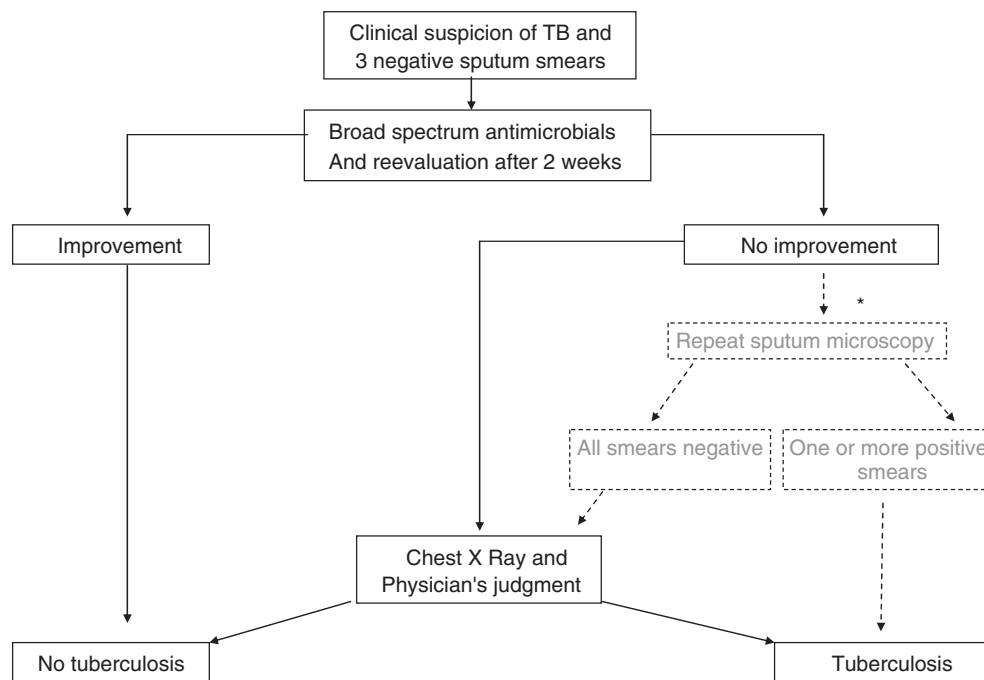 Clinical suspicion of TB and
3 negative sputum smears
Broad spectrum antimicrobials
And reevaluation after 2 weeks
Improvement
No improvement
*
Repeat sputum microscopy
All smears negative
One or more positive
smears
Chest X Ray and
Physician's judgment
No tuberculosis
Tuberculosis